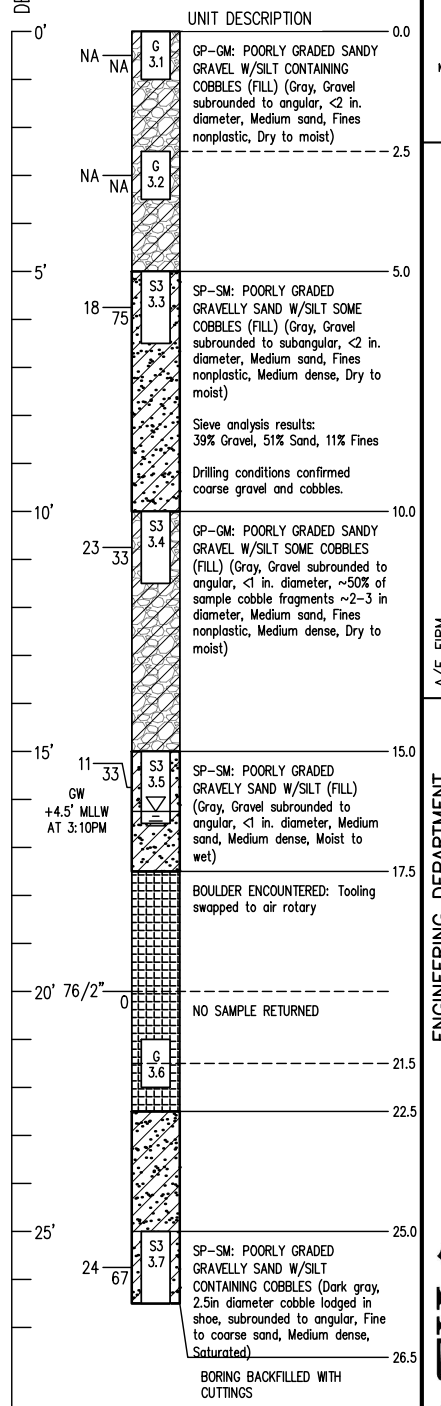 DE
UNIT DESCRIPTION
0'
0.0
G
3.1
NA
NA
GP-GM: POORLY GRADED SANDY
GRAVEL W/SILT CONTAINING
COBBLES (FILL) (Gray, Gravel
subrounded to angular, <2 in.
diameter, Medium sand, Fines
nonplastic, Dry to moist)
2.5
G
3.2
NA
NA
5'
5.0
S3
3.3
18
75
SP-SM: POORLY GRADED
GRAVELLY SAND W/SILT SOME
COBBLES (FILL) (Gray, Gravel
subrounded to subangular, <2 in.
diameter, Medium sand, Fines
nonplastic, Medium dense, Dry to
moist)
Sieve analysis results:
39% Gravel, 51% Sand, 11% Fines
Drilling conditions confirmed
coarse gravel and cobbles.
10'
10.0
S3
3.4
23
33
GP-GM: POORLY GRADED SANDY
GRAVEL W/SILT SOME COBBLES
(FILL) (Gray, Gravel subrounded to
angular, <1 in. diameter, ~50% of
sample cobble fragments ~2-3 in
diameter, Medium sand, Fines
nonplastic, Medium dense, Dry to
moist)
A/E FIRM
15'
15.0
S3
3.5
11
33
GW
+4.5' MLLW
AT 3:10PM
SP-SM: POORLY GRADED
GRAVELY SAND W/SILT (FILL)
(Gray, Gravel subrounded to
angular, <1 in. diameter, Medium
sand, Medium dense, Moist to
wet)
17.5
BOULDER ENCOUNTERED: Tooling
swapped to air rotary
ENGINEERING DEPARTMENT
20'
76/2"
0
NO SAMPLE RETURNED
G
3.6
21.5
22.5
25'
25.0
S3
3.7
24
67
SP-SM: POORLY GRADED
GRAVELLY SAND W/SILT
CONTAINING COBBLES (Dark gray,
2.5in diameter cobble lodged in
shoe, subrounded to angular, Fine
to coarse sand, Medium dense,
Saturated)
26.5
BORING BACKFILLED WITH
CUTTINGS